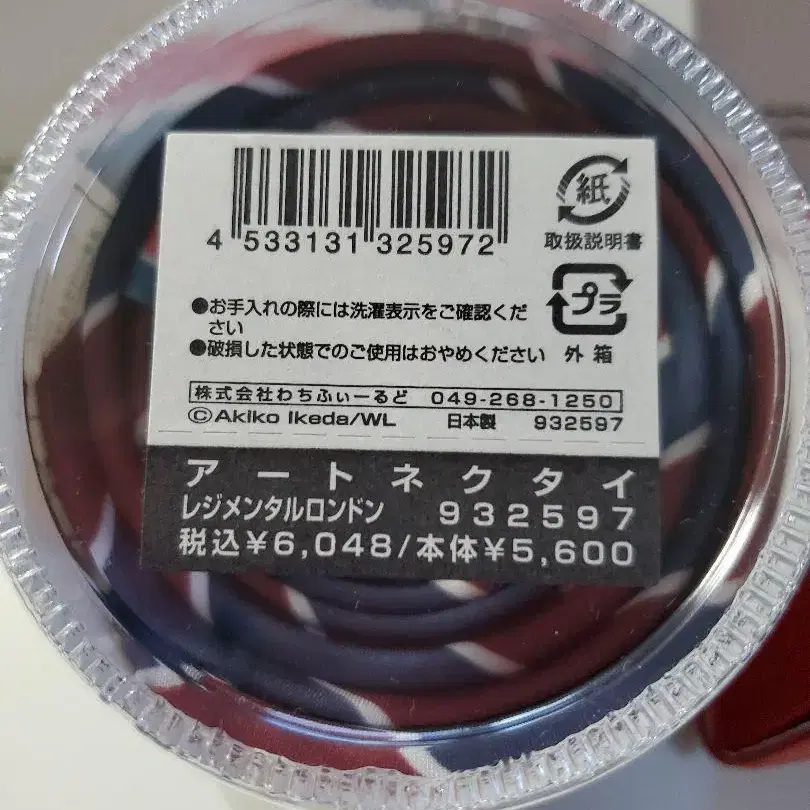 4 533131 325972
紙
取扱説明書
プラ
外箱
●お手入れの際には洗濯表示をご確認くだ
さい
●破損した状態でのご使用はおやめください
株式会社わちふぃーるど 049-268-1250
©Akiko Ikeda/WL 日本製 932597
アートネクタイ
レジメンタルロンドン 932597
税込¥6,048/本体¥5,600